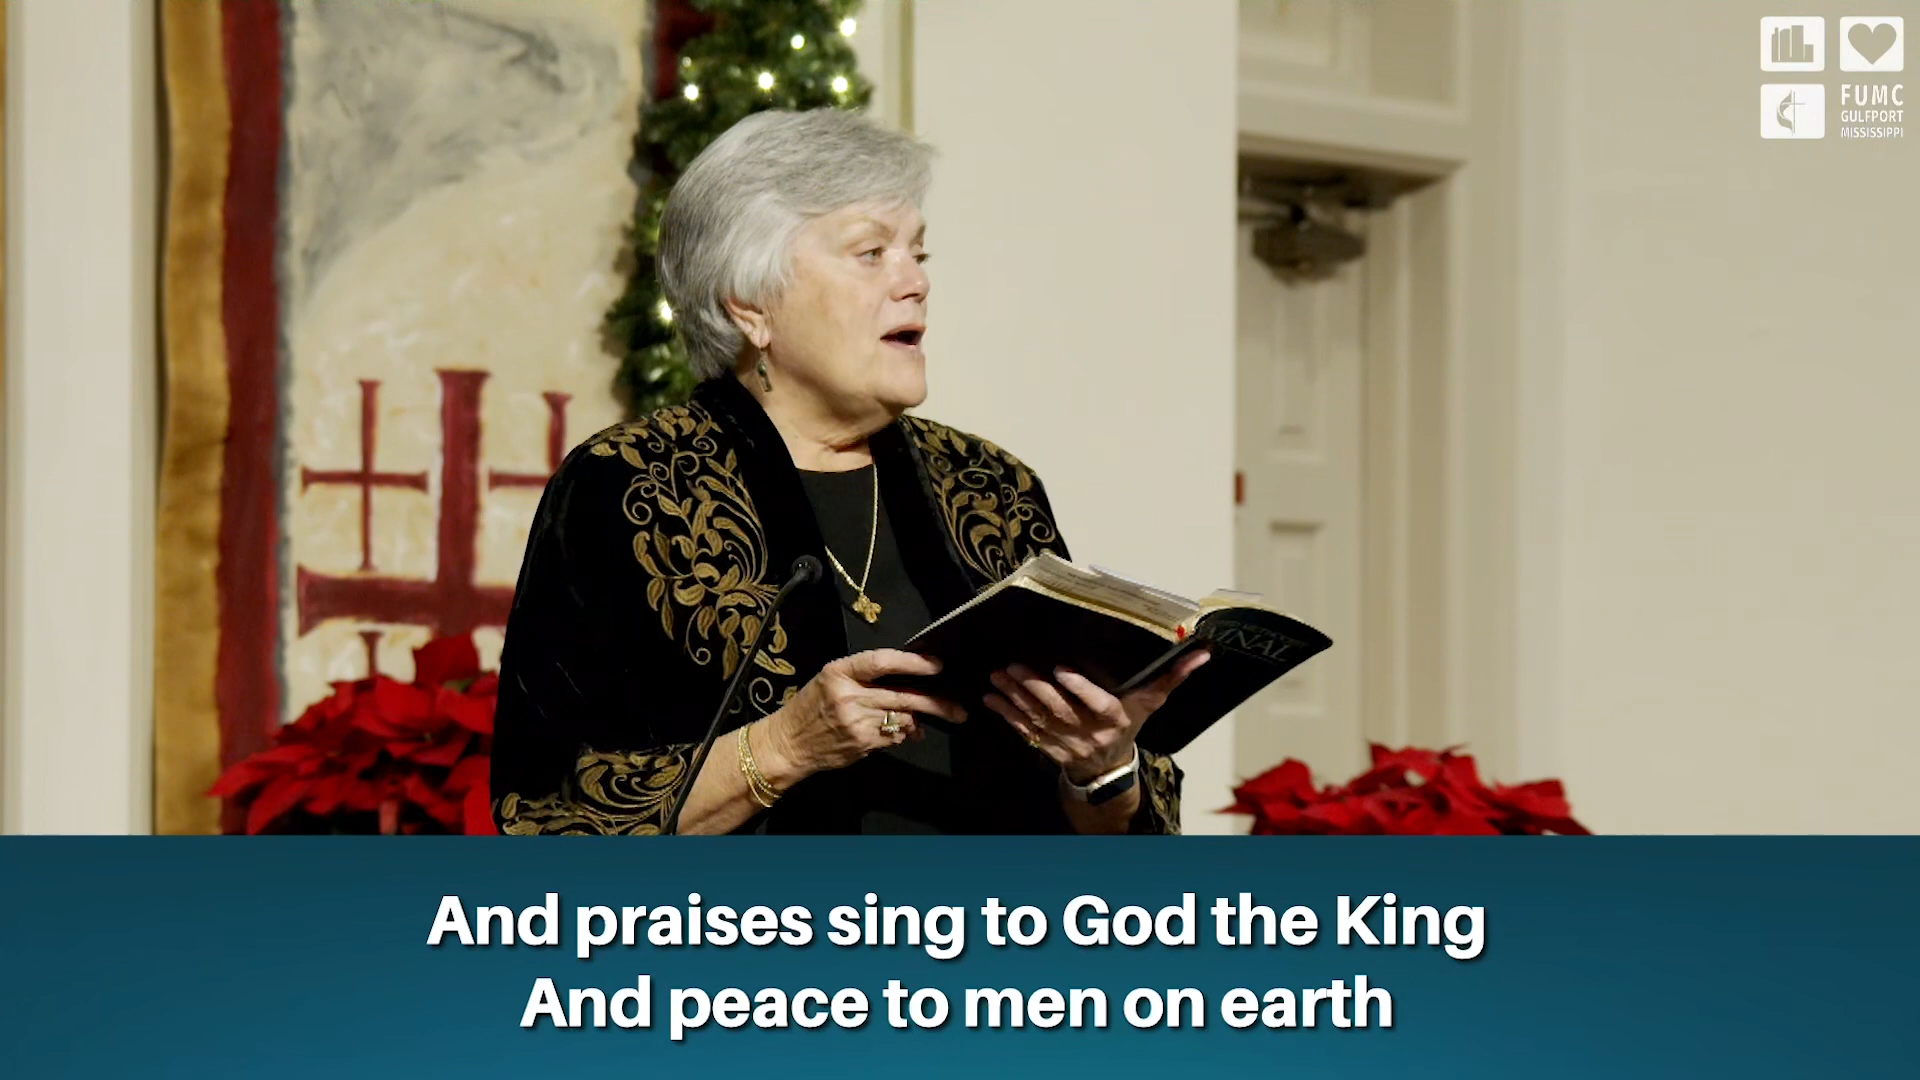 FUMC
GULFPORT
MISSISSIPPI
And praises sing to God the King
And peace to men on earth